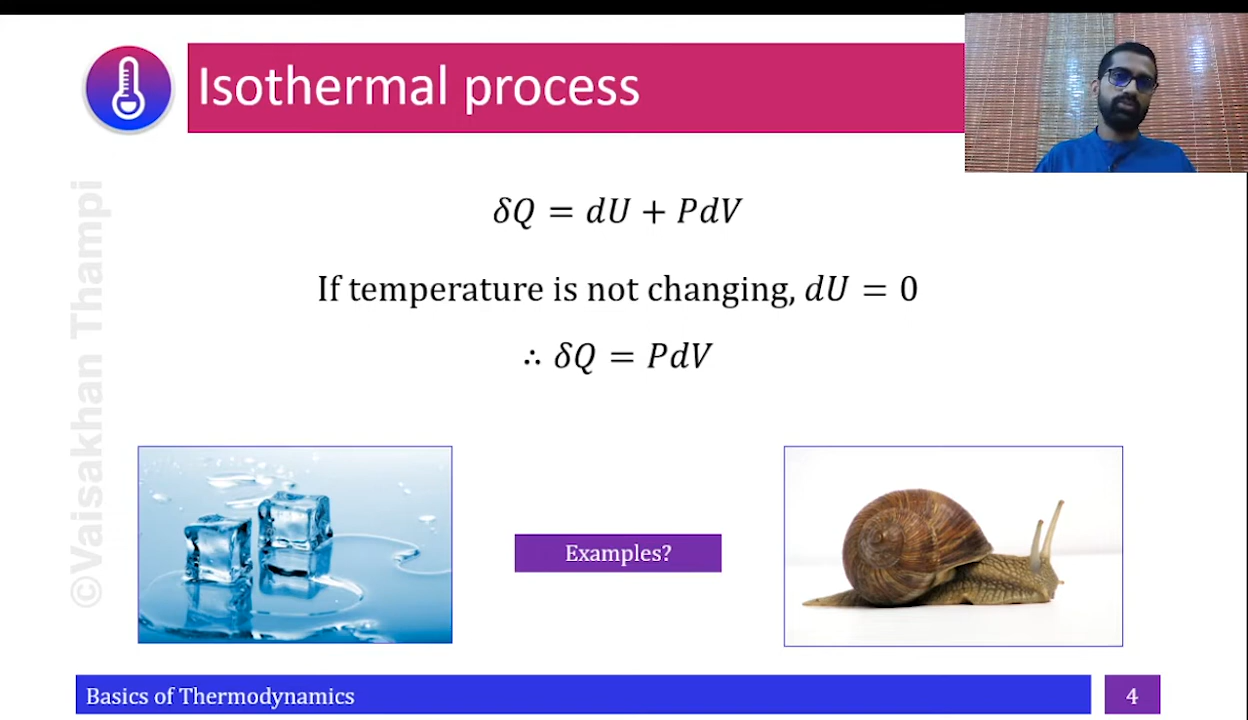 Isothermal process
δQ = dU + PdV
If temperature is not changing, dU = 0
∴ δQ = PdV
©Vaisakhan Thampi
Examples?
Basics of Thermodynamics
4